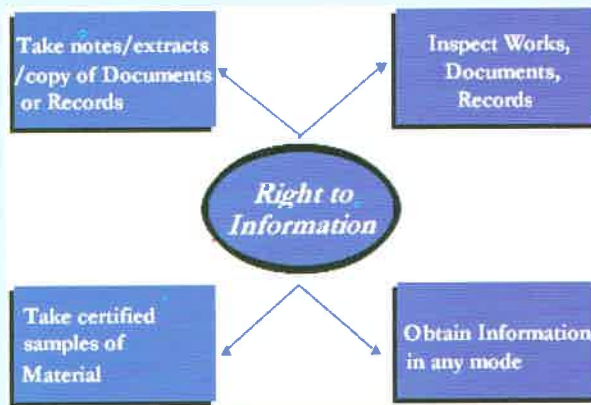 Take notes/extracts
/copy of Documents
or Records
Inspect Works,
Documents,
Records
Right to
Information
Take certified
samples of
Material
Obtain Information
in any mode